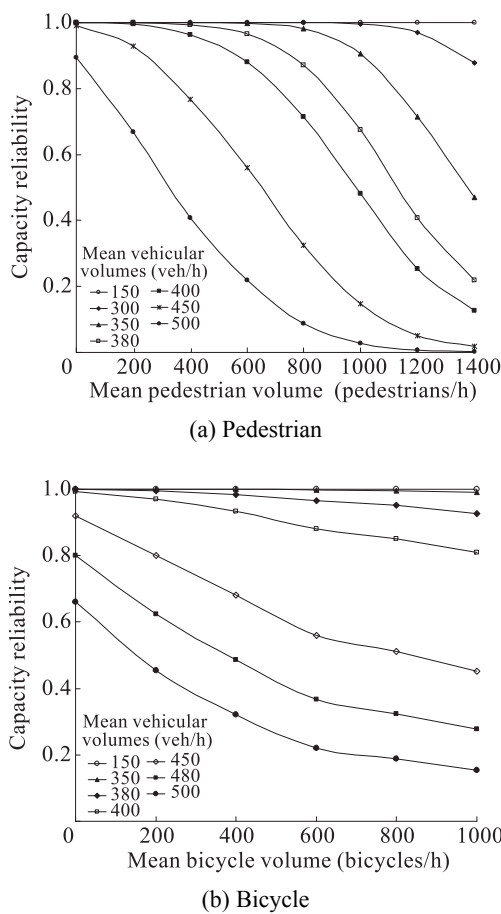 1.0
0.8
0.6
0.4
0.2
Capacity reliability
Mean vehicular
volumes (veh/h)
150 400
300 450
350 500
380
0 200 400 600 800 1000 1200 1400
Mean pedestrian volume (pedestrians/h)
(a) Pedestrian
1.0
0.8
0.6
0.4
0.2
Capacity reliability
Mean vehicular
volumes (veh/h)
150 450
350 480
380 500
400
0 200 400 600 800 1000
Mean bicycle volume (bicycles/h)
(b) Bicycle